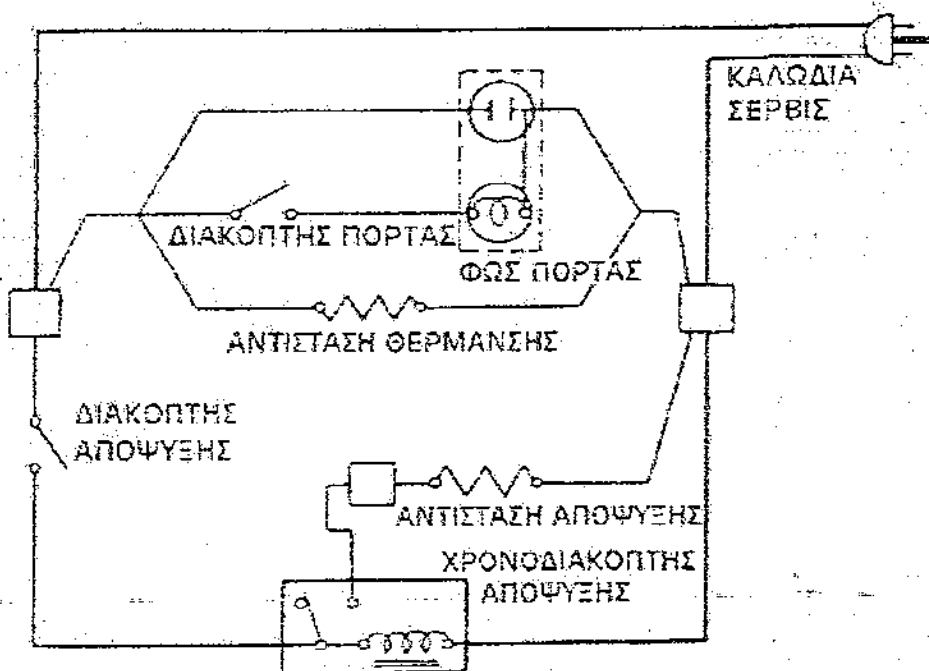 ΚΑΛΩΔΙΑ
ΣΕΡΒΙΣ
ΔΙΑΚΟΠΤΗΣ ΠΟΡΤΑΣ
ΦΩΣ ΠΟΡΤΑΣ
ΑΝΤΙΣΤΑΣΗ ΘΕΡΜΑΝΣΗΣ
ΔΙΑΚΟΠΤΗΣ
ΑΠΟΨΥΞΗΣ
ΑΝΤΙΣΤΑΣΗ ΑΠΟΨΥΞΗΣ
ΧΡΟΝΟΔΙΑΚΟΠΤΗΣ
ΑΠΟΨΥΞΗΣ